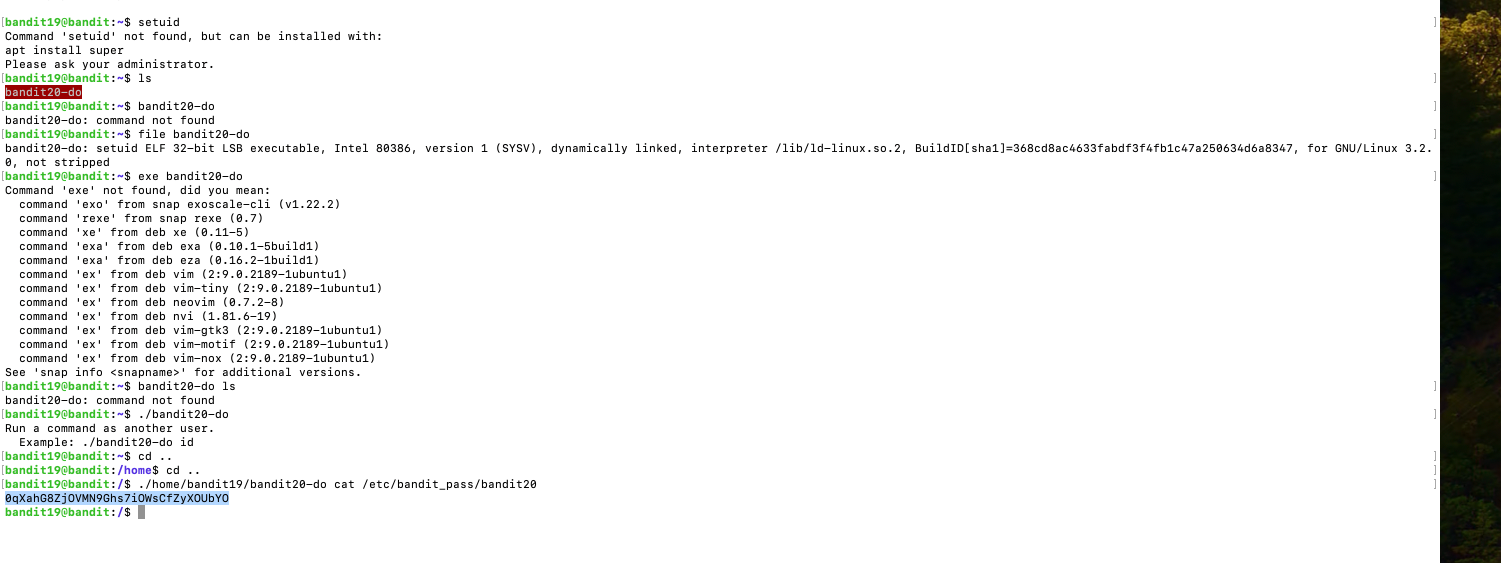 [bandit19@bandit:~$ setuid ]
Command 'setuid' not found, but can be installed with:
apt install super
Please ask your administrator.
[bandit19@bandit:~$ ls ]
bandit20-do
[bandit19@bandit:~$ bandit20-do ]
bandit20-do: command not found
[bandit19@bandit:~$ file bandit20-do ]
bandit20-do: setuid ELF 32-bit LSB executable, Intel 80386, version 1 (SYSV), dynamically linked, interpreter /lib/ld-linux.so.2, BuildID[sha1]=368cd8ac4633fabdf3f4fb1c47a250634d6a8347, for GNU/Linux 3.2.
0, not stripped
[bandit19@bandit:~$ exe bandit20-do ]
Command 'exe' not found, did you mean:
  command 'exo' from snap exoscale-cli (v1.22.2)
  command 'rexe' from snap rexe (0.7)
  command 'xe' from deb xe (0.11-5)
  command 'exa' from deb exa (0.10.1-5build1)
  command 'exa' from deb eza (0.16.2-1build1)
  command 'ex' from deb vim (2:9.0.2189-1ubuntu1)
  command 'ex' from deb vim-tiny (2:9.0.2189-1ubuntu1)
  command 'ex' from deb neovim (0.7.2-8)
  command 'ex' from deb nvi (1.81.6-19)
  command 'ex' from deb vim-gtk3 (2:9.0.2189-1ubuntu1)
  command 'ex' from deb vim-motif (2:9.0.2189-1ubuntu1)
  command 'ex' from deb vim-nox (2:9.0.2189-1ubuntu1)
See 'snap info <snapname>' for additional versions.
[bandit19@bandit:~$ bandit20-do ls ]
bandit20-do: command not found
[bandit19@bandit:~$ ./bandit20-do ]
Run a command as another user.
  Example: ./bandit20-do id
[bandit19@bandit:~$ cd .. ]
[bandit19@bandit:/home$ cd .. ]
[bandit19@bandit:/$ ./home/bandit19/bandit20-do cat /etc/bandit_pass/bandit20 ]
0qXahG8ZjOVMN9Ghs7iOWsCfZyXOUbYO
bandit19@bandit:/$